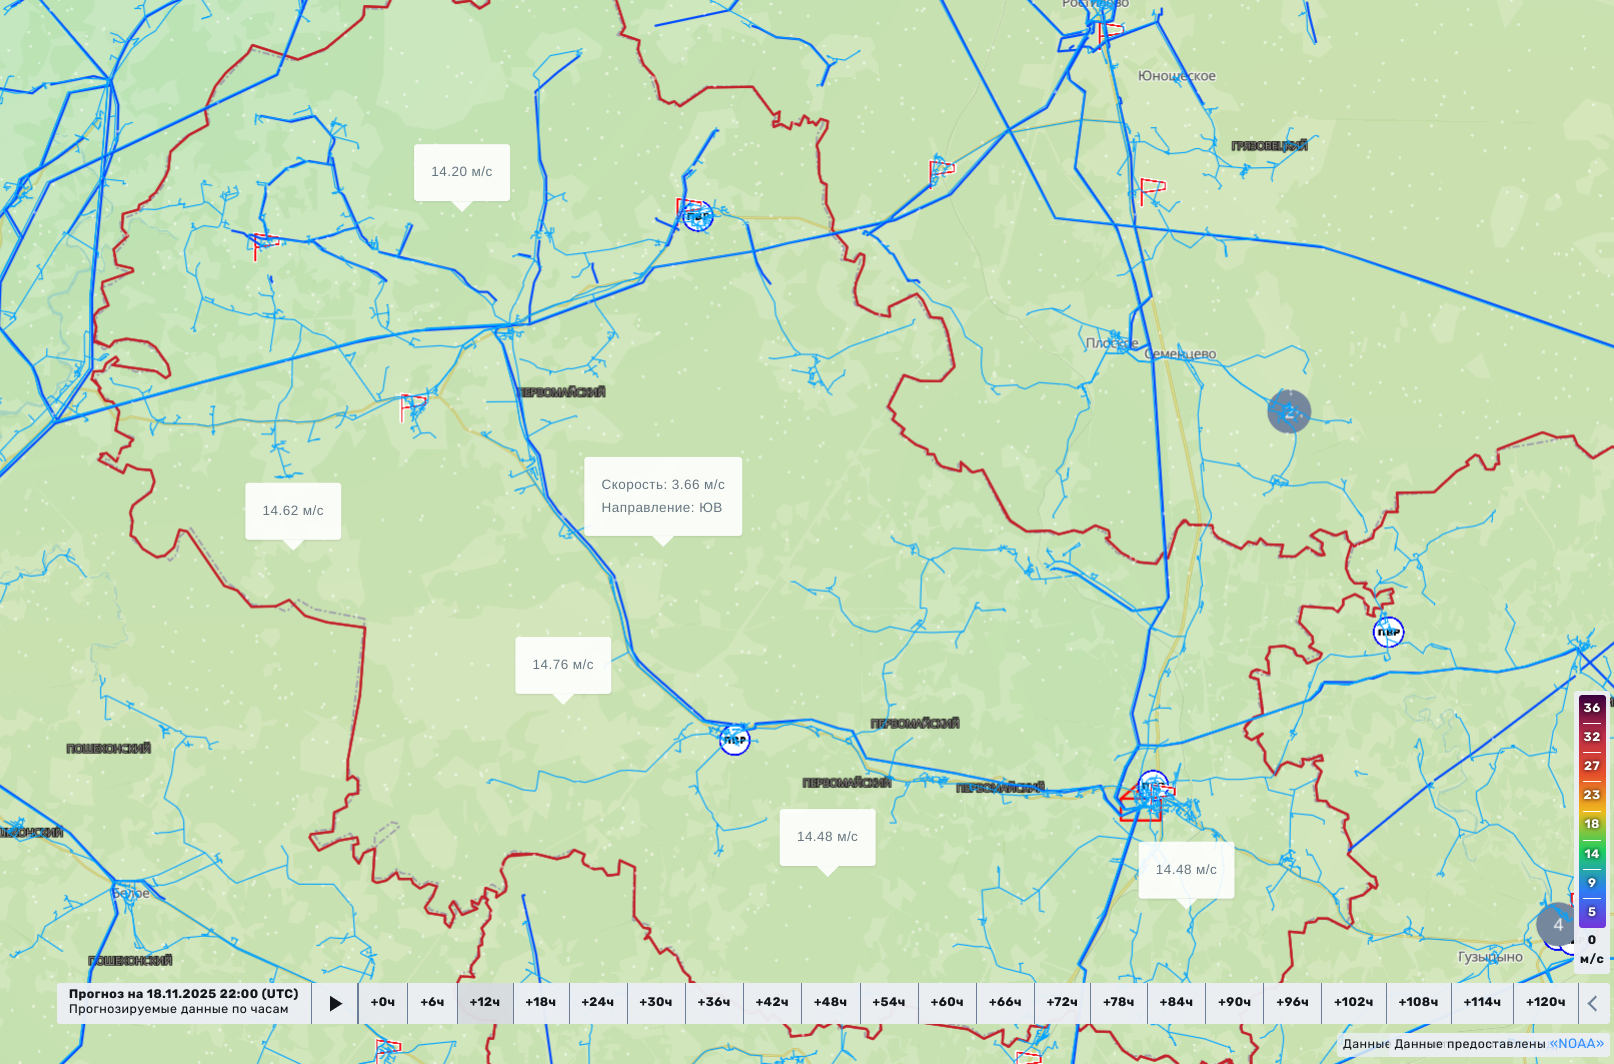 Ростилово
Юношеское
ГРЯЗОВЕЦКИЙ
14.20 м/с
ПВР
Плоское
Семенцово
ПЕРВОМАЙСКИЙ
2
Скорость: 3.66 м/с
Направление: ЮВ
14.62 м/с
ПВР
14.76 м/с
ПЕРВОМАЙСКИЙ
ПОШЕХОНСКИЙ
ПВР
ПЕРВОМАЙСКИЙ
ПЕРВОМАЙСКИЙ
14.48 м/с
14.48 м/с
Белое
ПОШЕХОНСКИЙ
4
Гузыцыно
36
32
27
23
18
14
9
5
0
м/с
Прогноз на 18.11.2025 22:00 (UTC)
Прогнозируемые данные по часам
+0ч +6ч +12ч +18ч +24ч +30ч +36ч +42ч +48ч +54ч +60ч +66ч +72ч +78ч +84ч +90ч +96ч +102ч +108ч +114ч +120ч
Данные Данные предоставлены «NOAA»